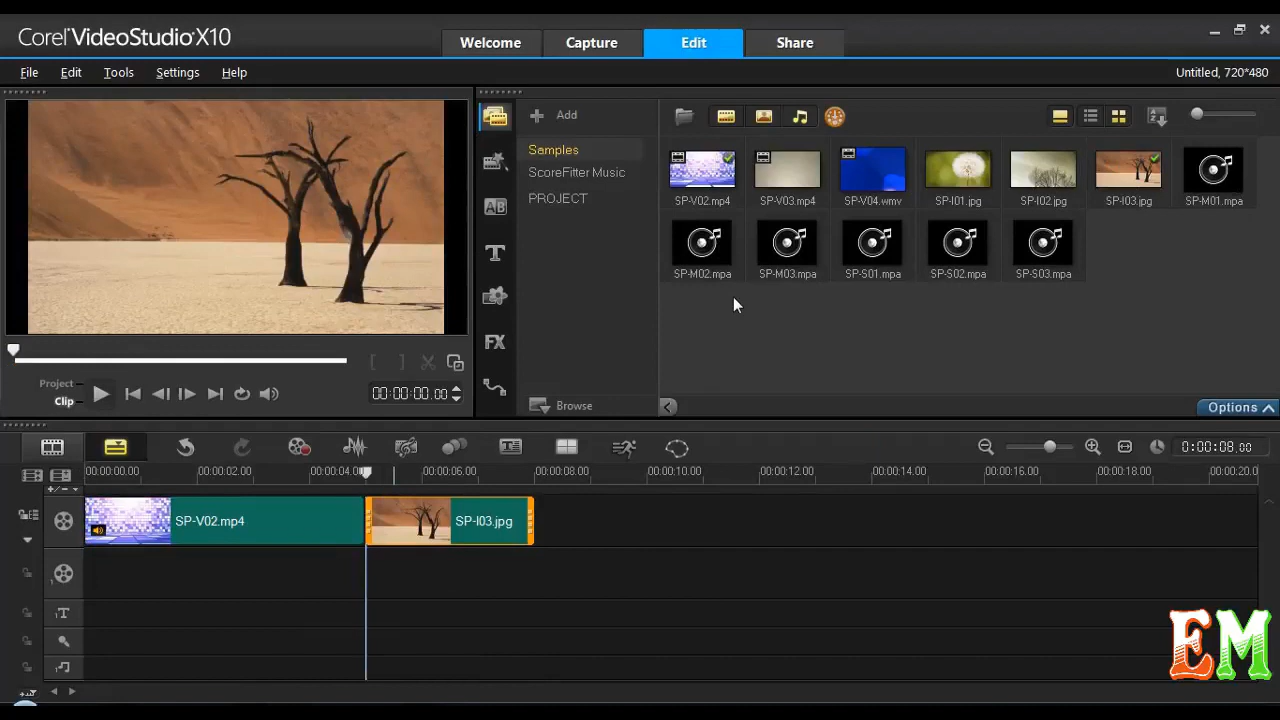 Corel VideoStudio X10
Welcome
Capture
Edit
Share
File
Edit
Tools
Settings
Help
Untitled, 720*480
Add
Samples
ScoreFitter Music
PROJECT
Browse
SP-V02.mp4
SP-V03.mp4
SP-V04.wmv
SP-I01.jpg
SP-I02.jpg
SP-I03.jpg
SP-M01.mpa
SP-M02.mpa
SP-M03.mpa
SP-S01.mpa
SP-S02.mpa
SP-S03.mpa
Project
Clip
00:00:00.00
Options
0:00:08.00
00:00:00.00
00:00:02.00
00:00:04.0
00:00:06.00
00:00:08.00
00:00:10.00
00:00:12.00
00:00:14.00
00:00:16.00
00:00:18.00
00:00:20.0
SP-V02.mp4
SP-I03.jpg
EM